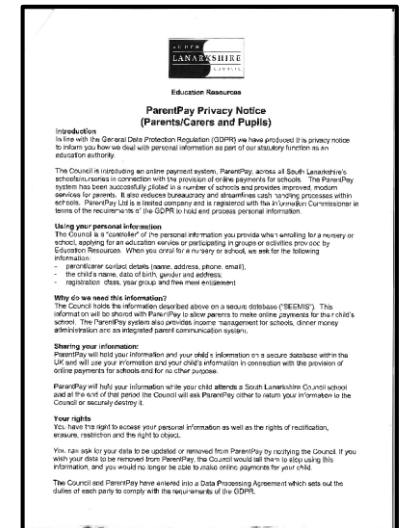 SOUTH
LANARKSHIRE
COUNCIL
Education Resources
ParentPay Privacy Notice
(Parents/Carers and Pupils)
Introduction
In line with the General Data Protection Regulation (GDPR) we have produced this privacy notice
to inform you how we deal with personal information as part of our statutory function as an
education authority.
The Council is introducing an online payment system, ParentPay, across all South Lanarkshire's
schools/nurseries in connection with the provision of online payments for schools. The ParentPay
system has been successfully piloted in a number of schools and provides improved, modern
services for parents. It also reduces bureaucracy and streamlines cash handling processes within
schools. ParentPay Ltd is a limited company and is registered with the Information Commissioner in
terms of the requirements of the GDPR to hold and process personal information.
Using your personal information
The Council is a "controller" of the personal information you provide when enrolling for a nursery or
school, applying for an education service or participating in groups or activities provided by
Education Resources. When you enrol for a nursery or school, we ask for the following
information:
- parent/carer contact details (name, address, phone, email),
- the child's name, date of birth, gender and address;
- registration class, year group and free meal entitlement
Why do we need this information?
The Council holds the information described above on a secure database ("SEEMIS"). This
information will be shared with ParentPay to allow parents to make online payments for their child's
school. The ParentPay system also provides income management for schools, dinner money
administration and an integrated parent communication system.
Sharing your information:
ParentPay will hold your information and your child's information on a secure database within the
UK and will use your information and your child's information in connection with the provision of
online payments for schools and for no other purpose.
ParentPay will hold your information while your child attends a South Lanarkshire Council school
and at the end of that period the Council will ask ParentPay either to return your information to the
Council or securely destroy it.
Your rights
You have the right to access your personal information as well as the rights of rectification,
erasure, restriction and the right to object.
You can ask for your data to be updated or removed from ParentPay by notifying the Council. If you
wish your data to be removed from ParentPay, the Council would tell them to stop using this
information, and you would no longer be able to make online payments for your child.
The Council and ParentPay have entered into a Data Processing Agreement which sets out the
duties of each party to comply with the requirements of the GDPR.